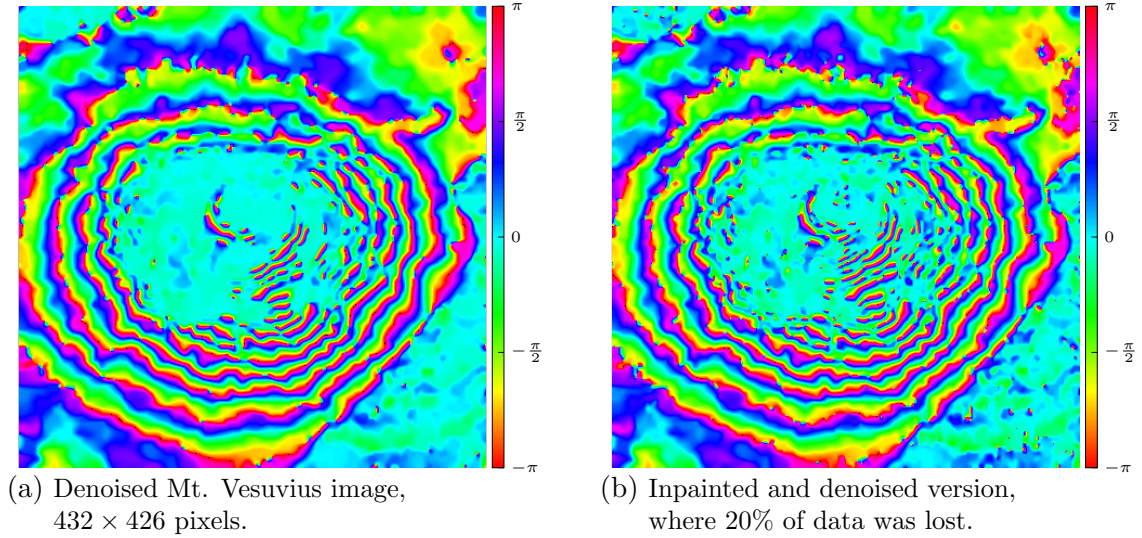 π
π/2
0
−π/2
−π
π
π/2
0
−π/2
−π
(a) Denoised Mt. Vesuvius image,
432 × 426 pixels.
(b) Inpainted and denoised version,
where 20% of data was lost.